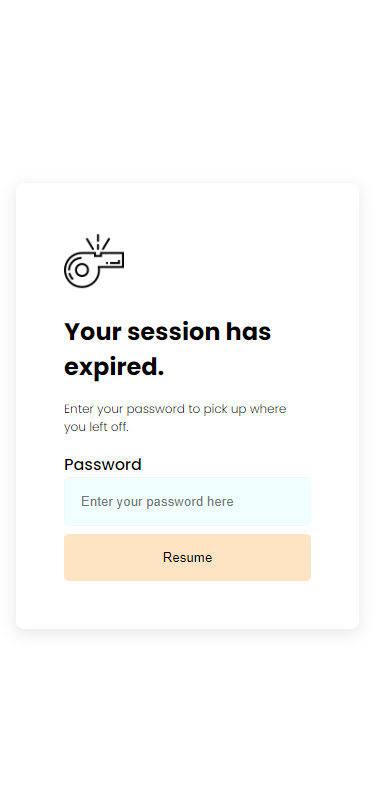 Your session has
expired.
Enter your password to pick up where
you left off.
Password
Enter your password here
Resume